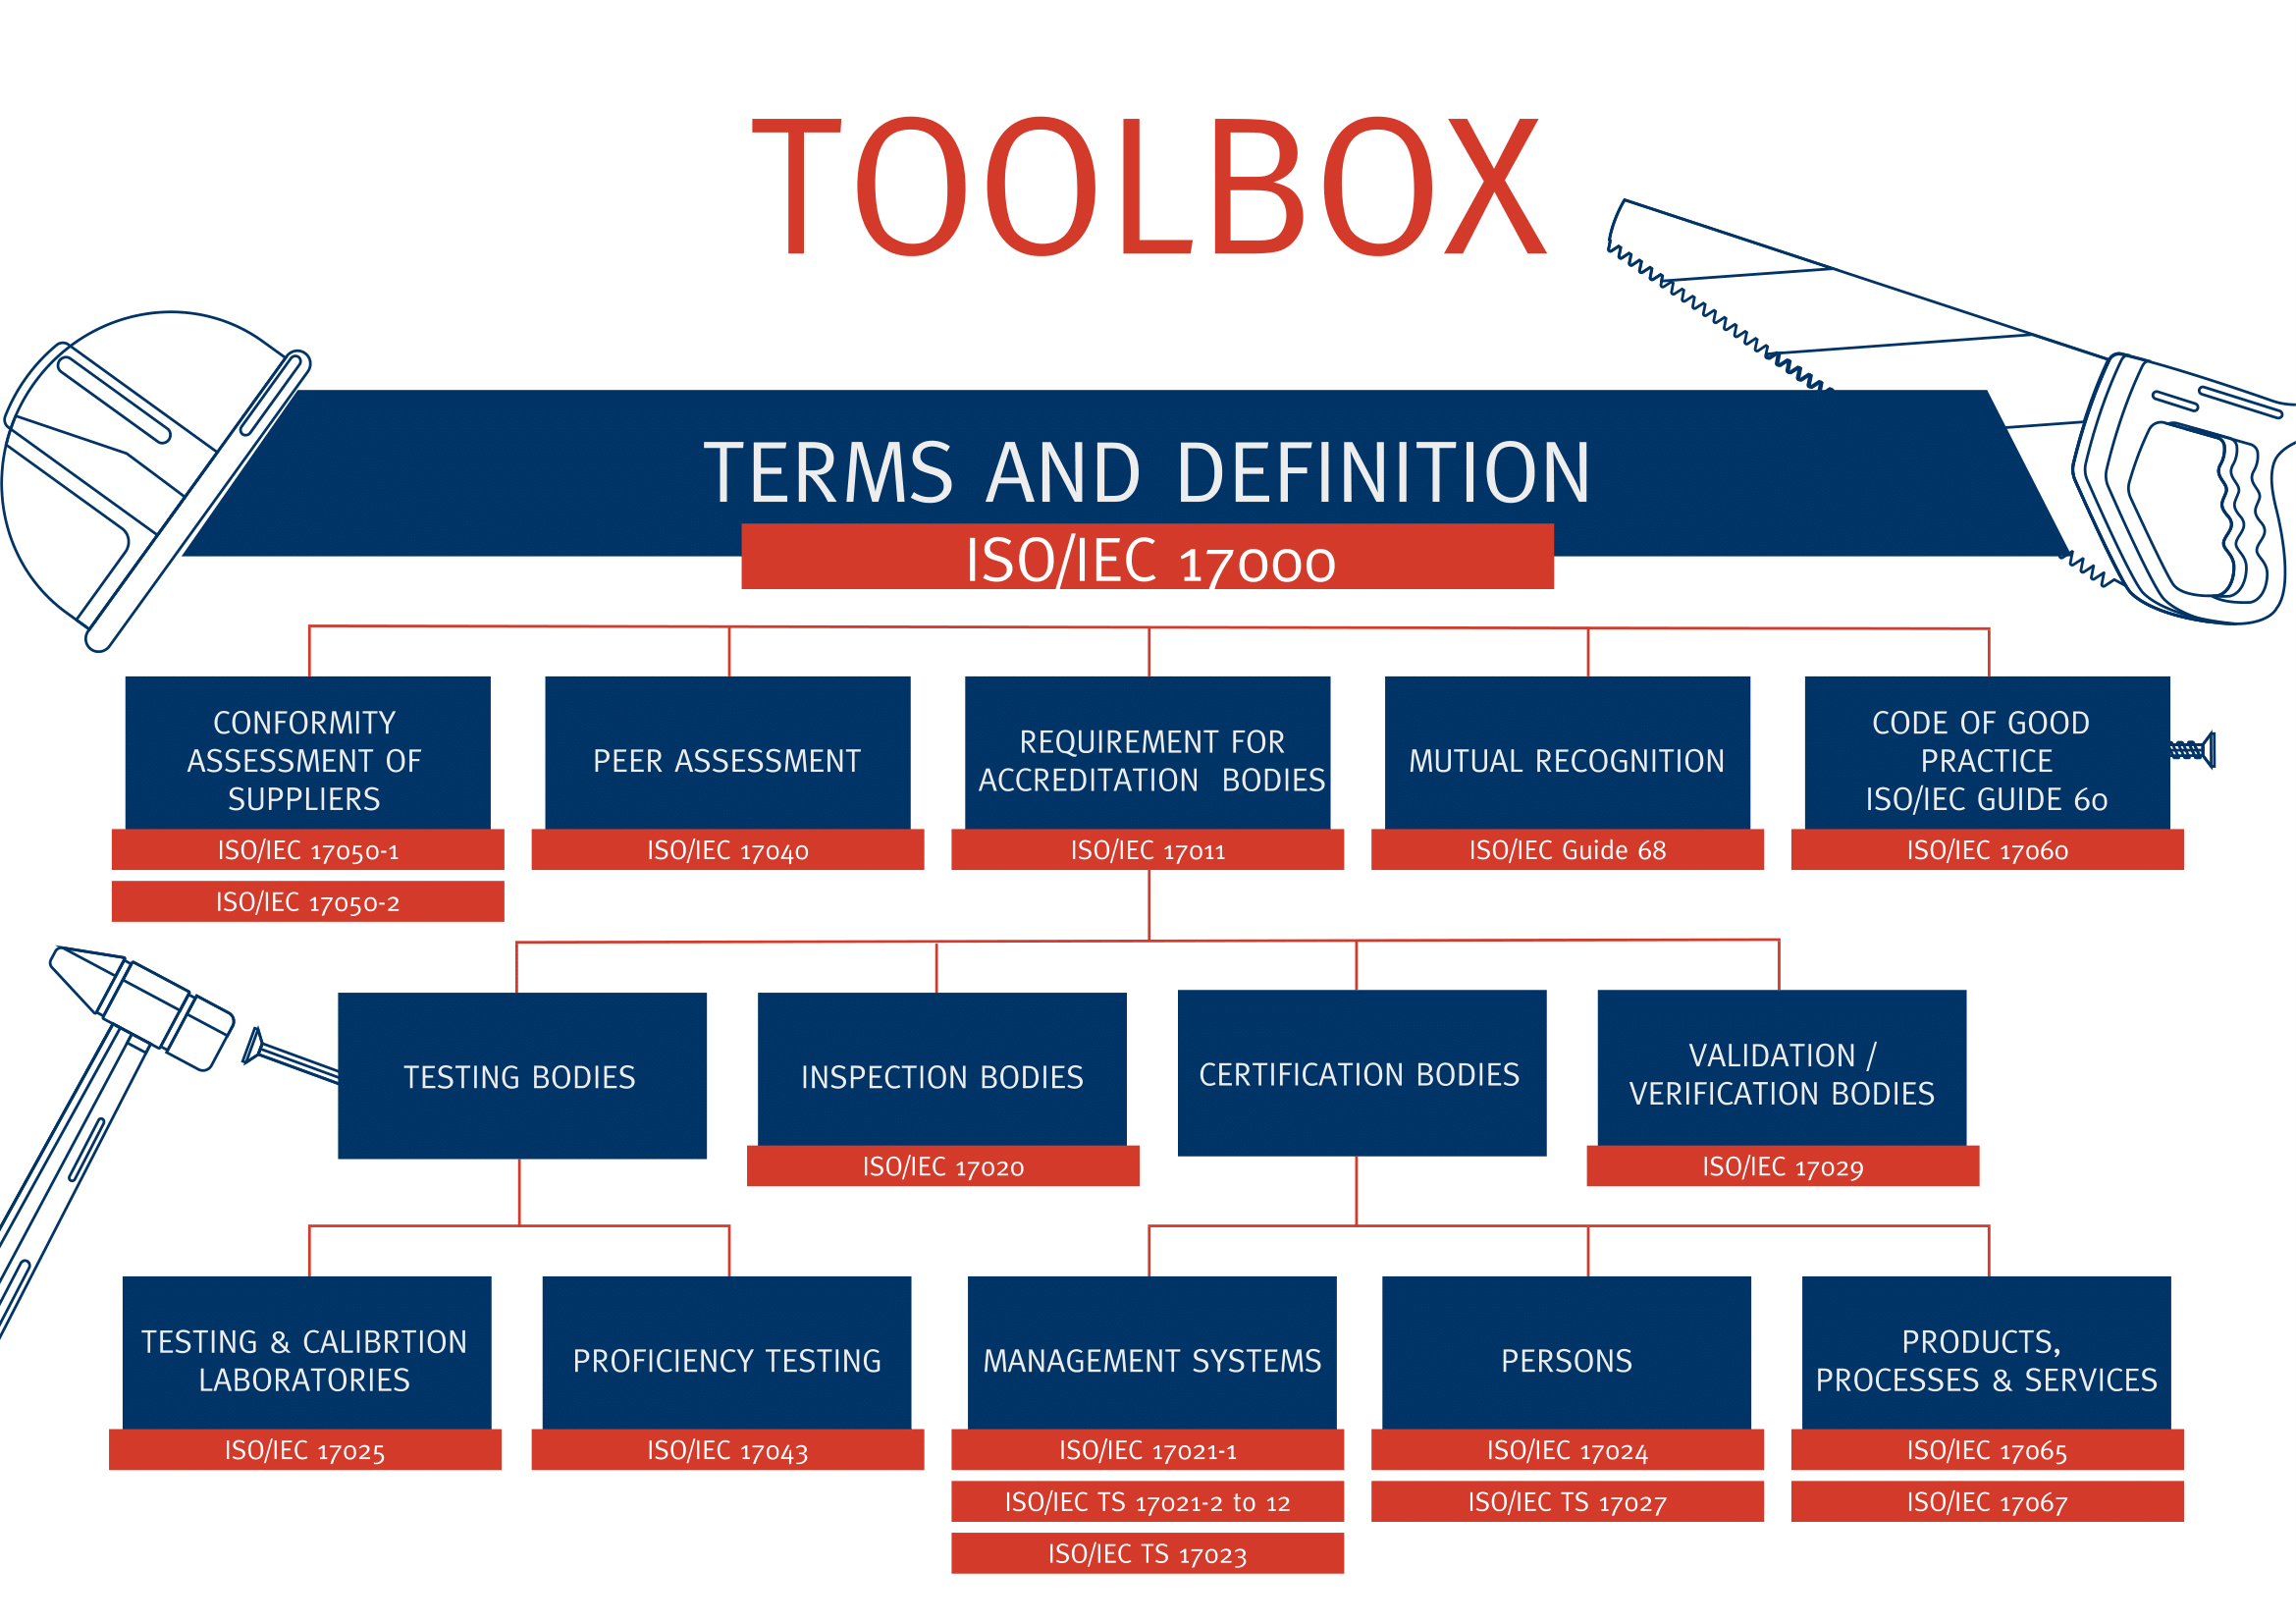 TOOLBOX
TERMS AND DEFINITION
ISO/IEC 17000
CONFORMITY
ASSESSMENT OF
SUPPLIERS
ISO/IEC 17050-1
ISO/IEC 17050-2
PEER ASSESSMENT
ISO/IEC 17040
REQUIREMENT FOR
ACCREDITATION BODIES
ISO/IEC 17011
MUTUAL RECOGNITION
ISO/IEC Guide 68
CODE OF GOOD
PRACTICE
ISO/IEC GUIDE 60
ISO/IEC 17060
TESTING BODIES
INSPECTION BODIES
ISO/IEC 17020
CERTIFICATION BODIES
VALIDATION /
VERIFICATION BODIES
ISO/IEC 17029
TESTING & CALIBRTION
LABORATORIES
ISO/IEC 17025
PROFICIENCY TESTING
ISO/IEC 17043
MANAGEMENT SYSTEMS
ISO/IEC 17021-1
ISO/IEC TS 17021-2 to 12
ISO/IEC TS 17023
PERSONS
ISO/IEC 17024
ISO/IEC TS 17027
PRODUCTS,
PROCESSES & SERVICES
ISO/IEC 17065
ISO/IEC 17067